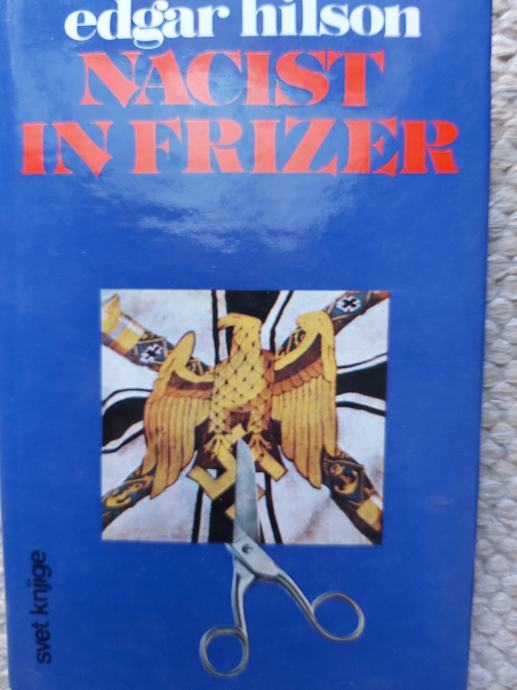 edgar hilson
NACIST
IN FRIZER
svet knjige